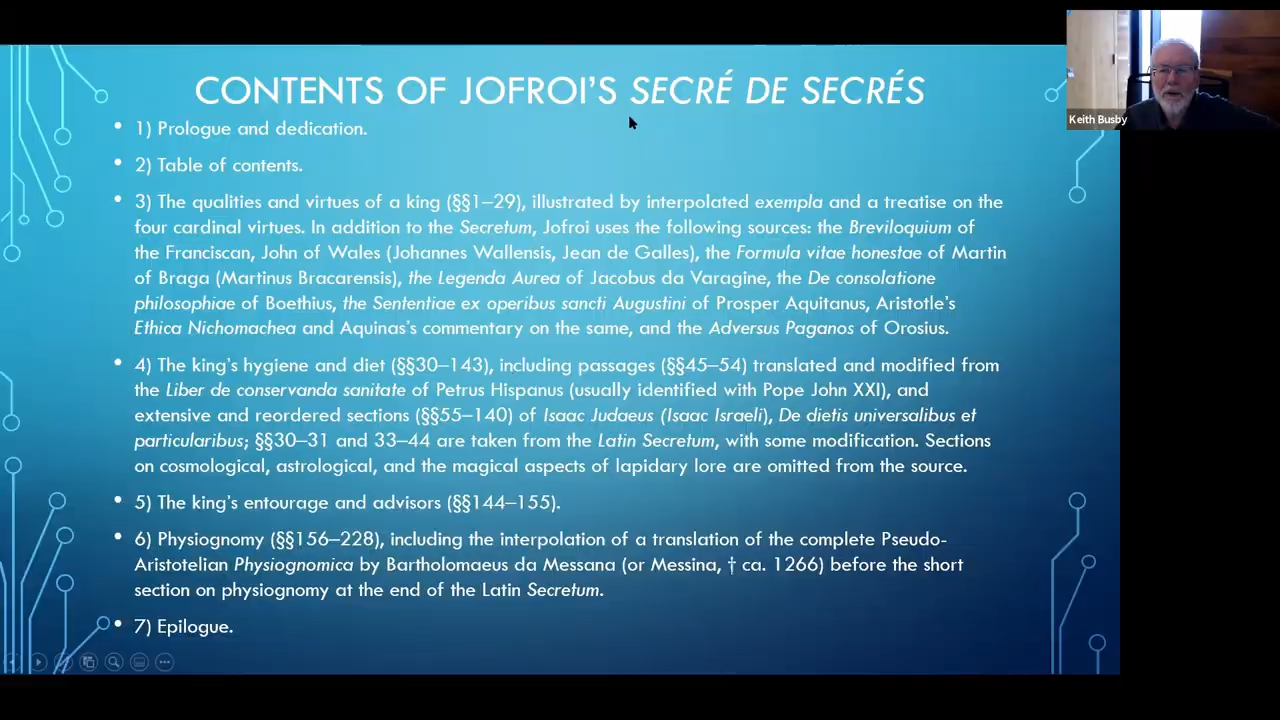 CONTENTS OF JOFROI'S SECRÉ DE SECRÉS
• 1) Prologue and dedication.
• 2) Table of contents.
• 3) The qualities and virtues of a king (§§1–29), illustrated by interpolated exempla and a treatise on the
four cardinal virtues. In addition to the Secretum, Jofroi uses the following sources: the Breviloquium of
the Franciscan, John of Wales (Johannes Wallensis, Jean de Galles), the Formula vitae honestae of Martin
of Braga (Martinus Bracarensis), the Legenda Aurea of Jacobus da Varagine, the De consolatione
philosophiae of Boethius, the Sententiae ex operibus sancti Augustini of Prosper Aquitanus, Aristotle's
Ethica Nichomachea and Aquinas's commentary on the same, and the Adversus Paganos of Orosius.
• 4) The king's hygiene and diet (§§30–143), including passages (§§45–54) translated and modified from
the Liber de conservanda sanitate of Petrus Hispanus (usually identified with Pope John XXI), and
extensive and reordered sections (§§55–140) of Isaac Judaeus (Isaac Israeli), De dietis universalibus et
particularibus; §§30–31 and 33–44 are taken from the Latin Secretum, with some modification. Sections
on cosmological, astrological, and the magical aspects of lapidary lore are omitted from the source.
• 5) The king's entourage and advisors (§§144–155).
• 6) Physiognomy (§§156–228), including the interpolation of a translation of the complete Pseudo-
Aristotelian Physiognomica by Bartholomaeus da Messana (or Messina, † ca. 1266) before the short
section on physiognomy at the end of the Latin Secretum.
• 7) Epilogue.
Keith Busby